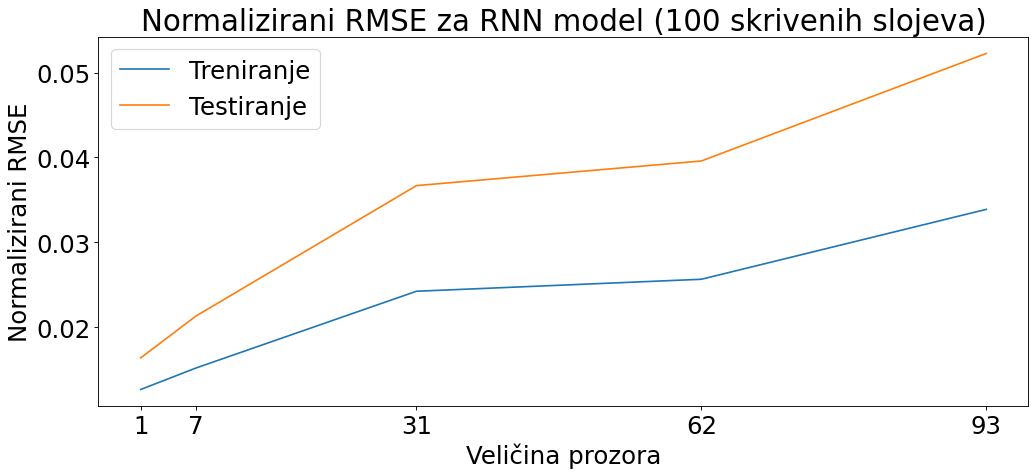 Normalizirani RMSE za RNN model (100 skrivenih slojeva)
Treniranje
Testiranje
Normalizirani RMSE
0.05
0.04
0.03
0.02
1 7 31 62 93
Veličina prozora